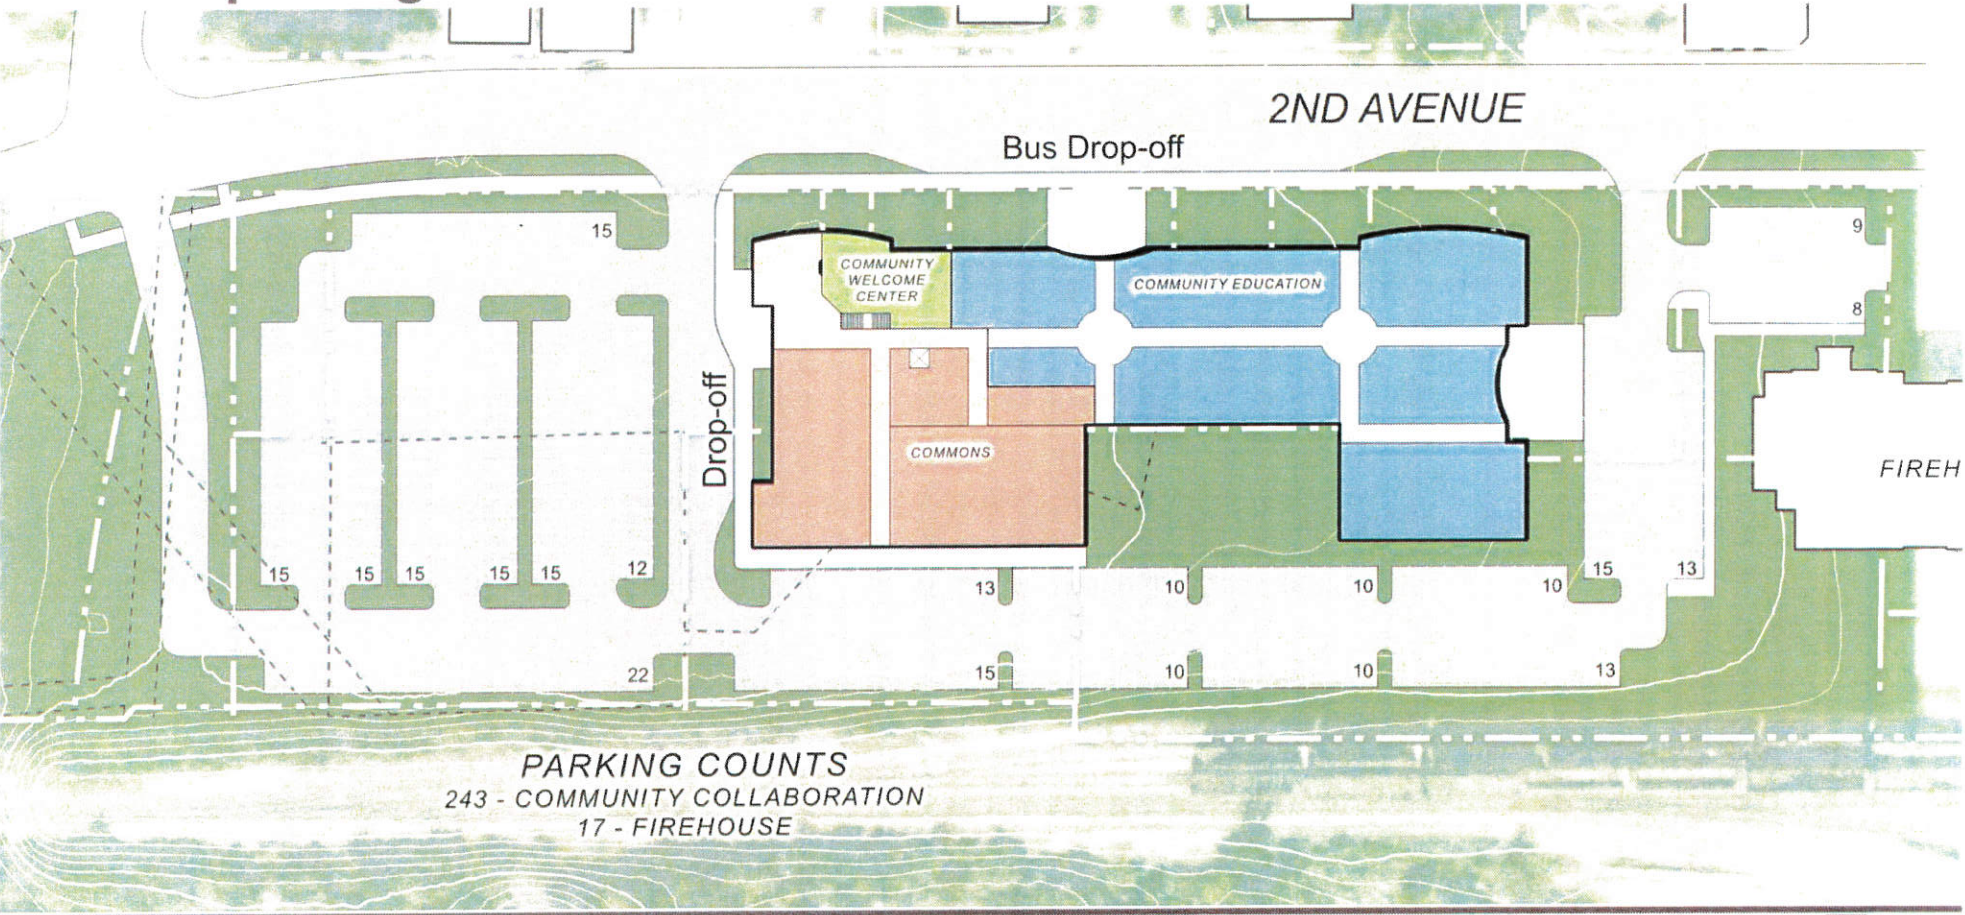 2ND AVENUE
Bus Drop-off
15
9
COMMUNITY
WELCOME
CENTER
COMMUNITY EDUCATION
8
Drop-off
COMMONS
FIREH
15
15
15
15
15
12
13
10
10
10
15
13
22
15
10
10
13
PARKING COUNTS
243 - COMMUNITY COLLABORATION
17 - FIREHOUSE